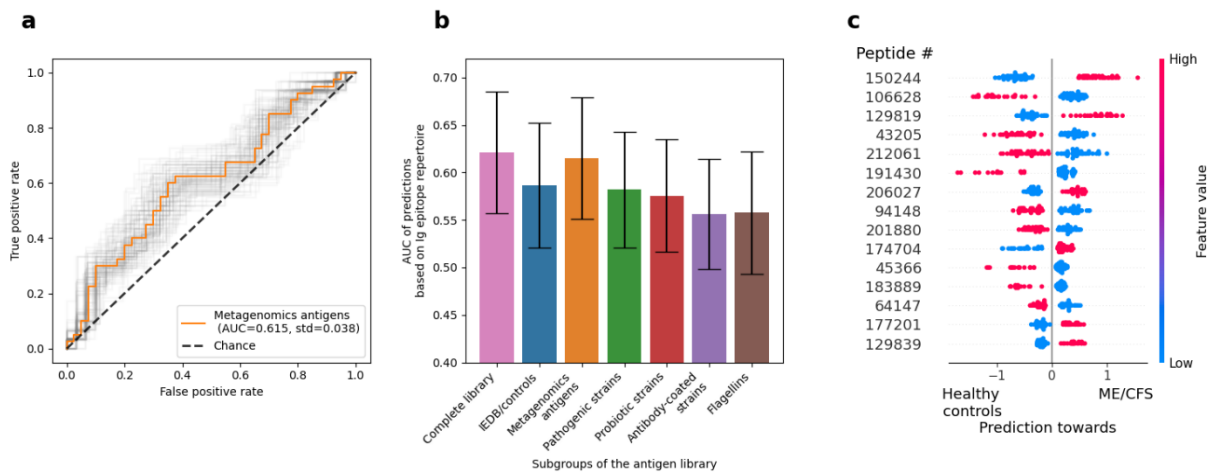 a
1.0
0.8
0.6
0.4
0.2
0.0
True positive rate
0.0 0.2 0.4 0.6 0.8 1.0
False positive rate
Metagenomics antigens
(AUC=0.615, std=0.038)
Chance
b
0.70
0.65
0.60
0.55
0.50
0.45
0.40
AUC of predictions
based on Ig epitope repertoire
Complete library
IEDB/controls
Metagenomics
antigens
Pathogenic strains
Probiotic strains
Antibody-coated
strains
Flagellins
Subgroups of the antigen library
c
Peptide #
150244
106628
129819
43205
212061
191430
206027
94148
201880
174704
45366
183889
64147
177201
129839
−1 0 1
Healthy
controls
ME/CFS
Prediction towards
High
Feature value
Low